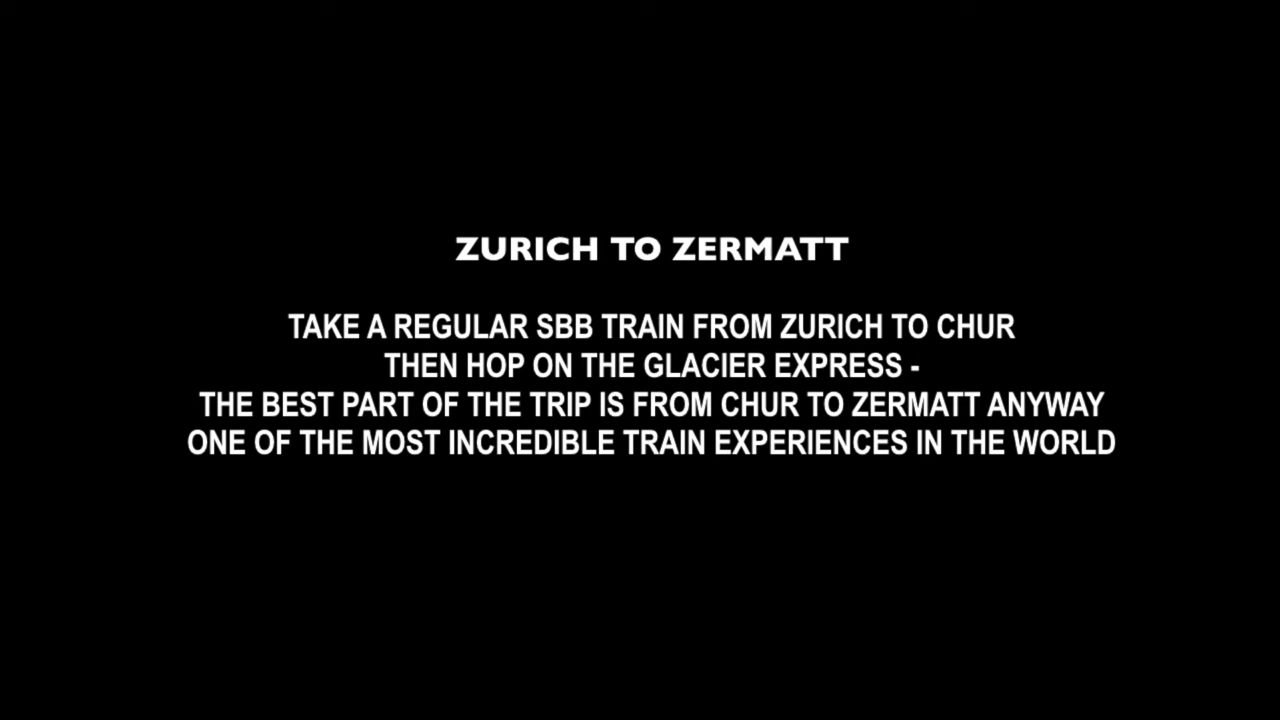 ZURICH TO ZERMATT
TAKE A REGULAR SBB TRAIN FROM ZURICH TO CHUR
THEN HOP ON THE GLACIER EXPRESS -
THE BEST PART OF THE TRIP IS FROM CHUR TO ZERMATT ANYWAY
ONE OF THE MOST INCREDIBLE TRAIN EXPERIENCES IN THE WORLD